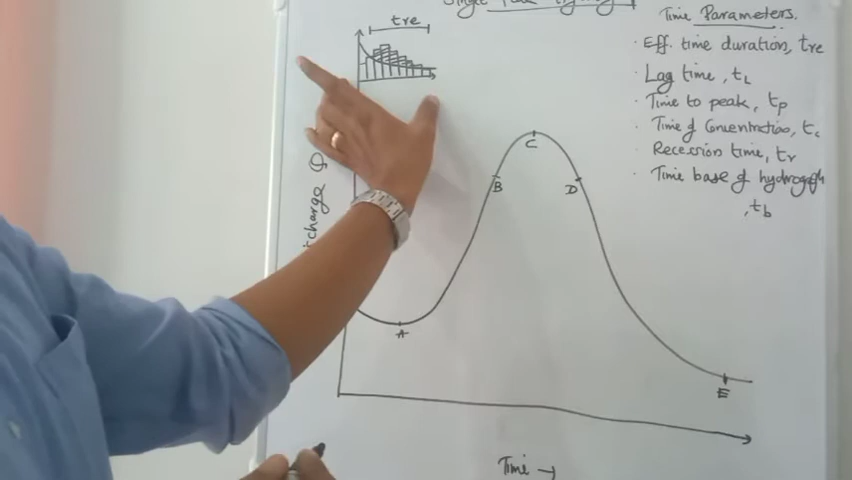 Single
Time Parameters.
tre
· Eff. time duration, tre
· Lag time, tL
· Time to peak, tp
· Time of Concentration, tc
· Recession time, tr
· Time base of hydrograph
, tb
C
B
D
Q
A
E
Time →